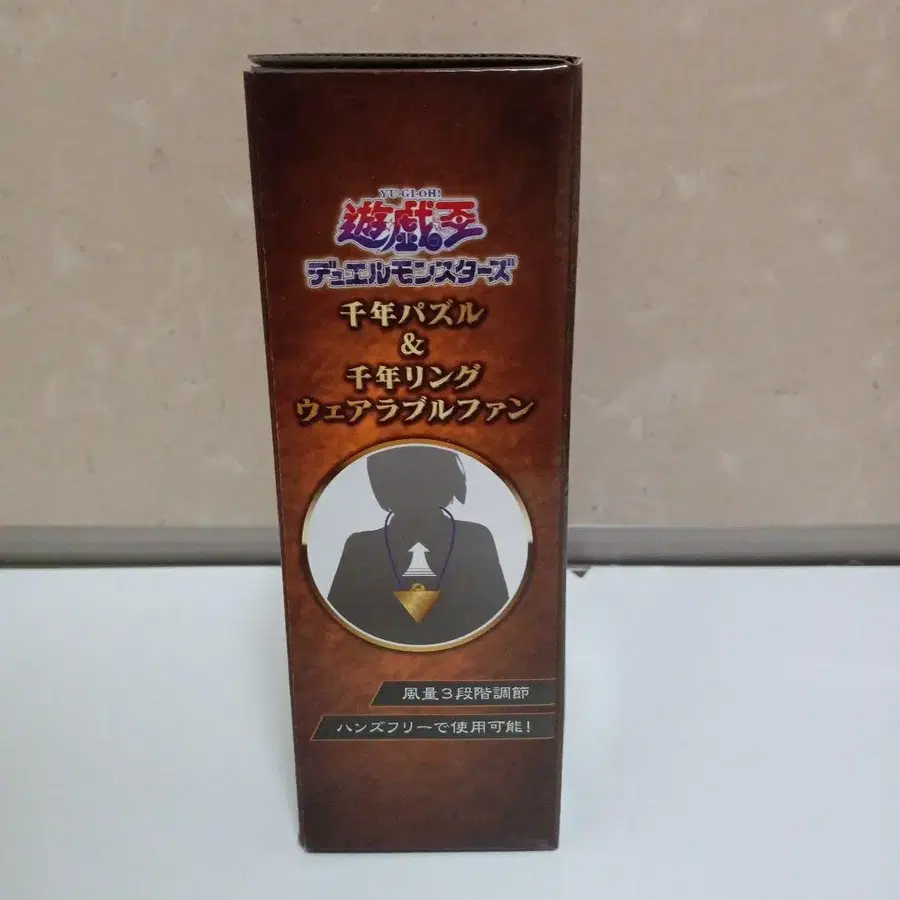 YU-GI-OH!
遊戯王
デュエルモンスターズ
千年パズル
&
千年リング
ウェアラブルファン
風量3段階調節
ハンズフリーで使用可能!